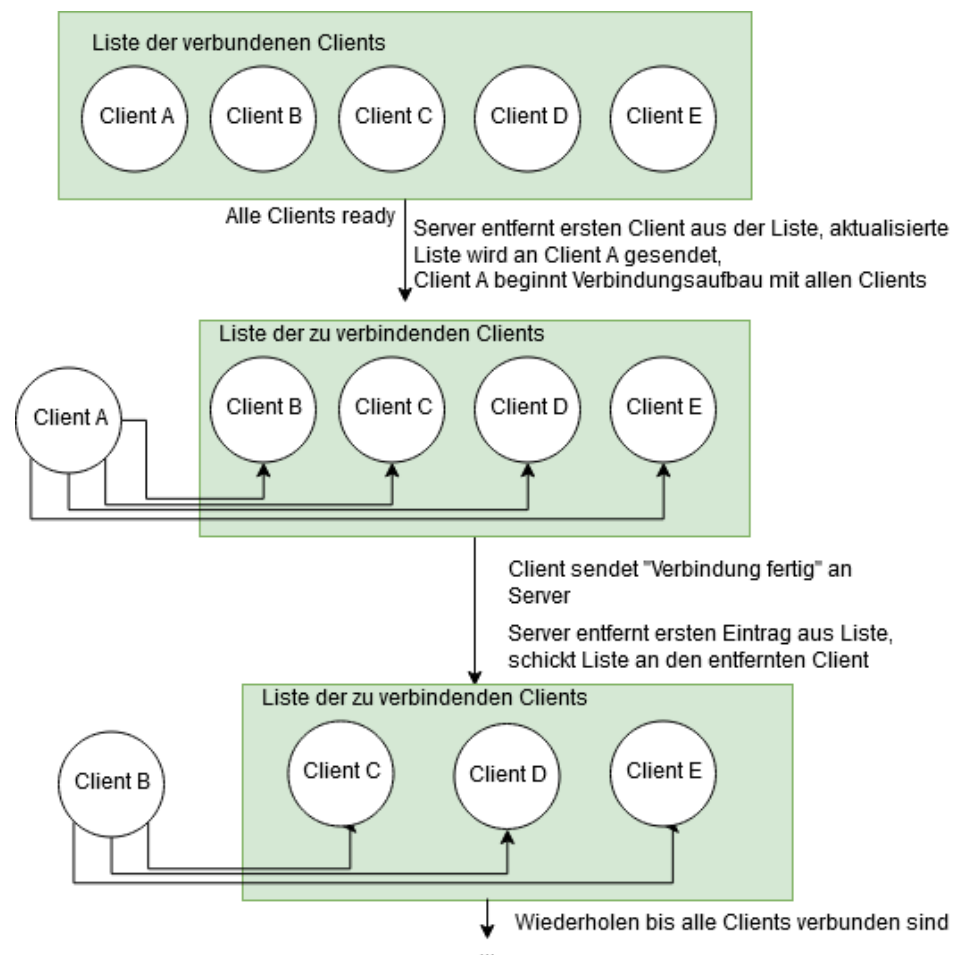 Liste der verbundenen Clients
Client A
Client B
Client C
Client D
Client E
Alle Clients ready
Server entfernt ersten Client aus der Liste, aktualisierte
Liste wird an Client A gesendet,
Client A beginnt Verbindungsaufbau mit allen Clients
Liste der zu verbindenden Clients
Client A
Client B
Client C
Client D
Client E
Client sendet "Verbindung fertig" an
Server
Server entfernt ersten Eintrag aus Liste,
schickt Liste an den entfernten Client
Liste der zu verbindenden Clients
Client B
Client C
Client D
Client E
Wiederholen bis alle Clients verbunden sind
...